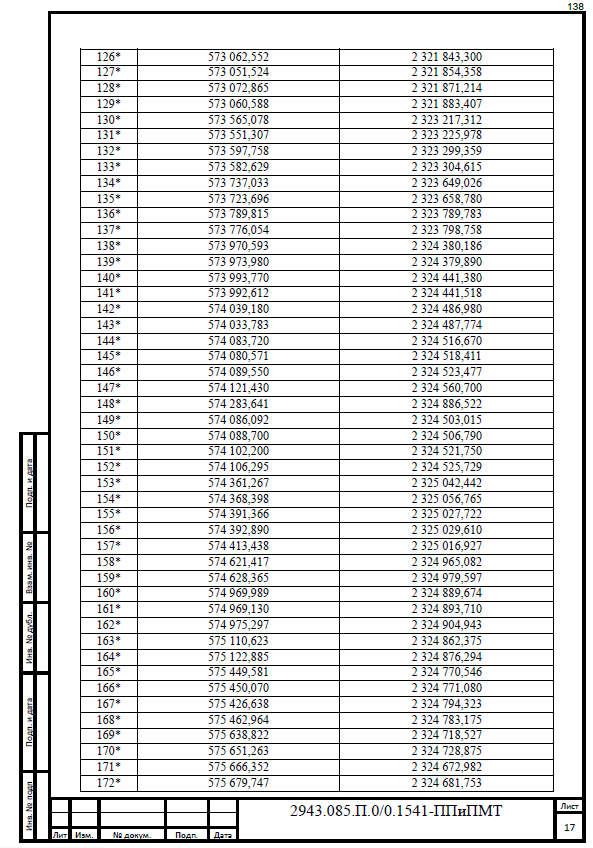 138
126* 573 062,552 2 321 843,300
127* 573 051,524 2 321 854,358
128* 573 072,865 2 321 871,214
129* 573 060,588 2 321 883,407
130* 573 565,078 2 323 217,312
131* 573 551,307 2 323 225,978
132* 573 597,758 2 323 299,359
133* 573 582,629 2 323 304,615
134* 573 737,033 2 323 649,026
135* 573 723,696 2 323 658,780
136* 573 789,815 2 323 789,783
137* 573 776,054 2 323 798,758
138* 573 970,593 2 324 380,186
139* 573 973,980 2 324 379,890
140* 573 993,770 2 324 441,380
141* 573 992,612 2 324 441,518
142* 574 039,180 2 324 486,980
143* 574 033,783 2 324 487,774
144* 574 083,720 2 324 516,670
145* 574 080,571 2 324 518,411
146* 574 089,550 2 324 523,477
147* 574 121,430 2 324 560,700
148* 574 283,641 2 324 886,522
149* 574 086,092 2 324 503,015
150* 574 088,700 2 324 506,790
151* 574 102,200 2 324 521,750
152* 574 106,295 2 324 525,729
153* 574 361,267 2 325 042,442
154* 574 368,398 2 325 056,765
155* 574 391,366 2 325 027,722
156* 574 392,890 2 325 029,610
157* 574 413,438 2 325 016,927
158* 574 621,417 2 324 965,082
159* 574 628,365 2 324 979,597
160* 574 969,989 2 324 889,674
161* 574 969,130 2 324 893,710
162* 574 975,297 2 324 904,943
163* 575 110,623 2 324 862,375
164* 575 122,885 2 324 876,294
165* 575 449,581 2 324 770,546
166* 575 450,070 2 324 771,080
167* 575 426,638 2 324 794,323
168* 575 462,964 2 324 783,175
169* 575 638,822 2 324 718,527
170* 575 651,263 2 324 728,875
171* 575 666,352 2 324 672,982
172* 575 679,747 2 324 681,753
Подп. и дата
Взам. инв. №
Инв. № дубл.
Подп. и дата
Инв. № подп
2943.085.П.0/0.1541-ППиПМТ
Лист
17
Лит Изм. № докум. Подп. Дата